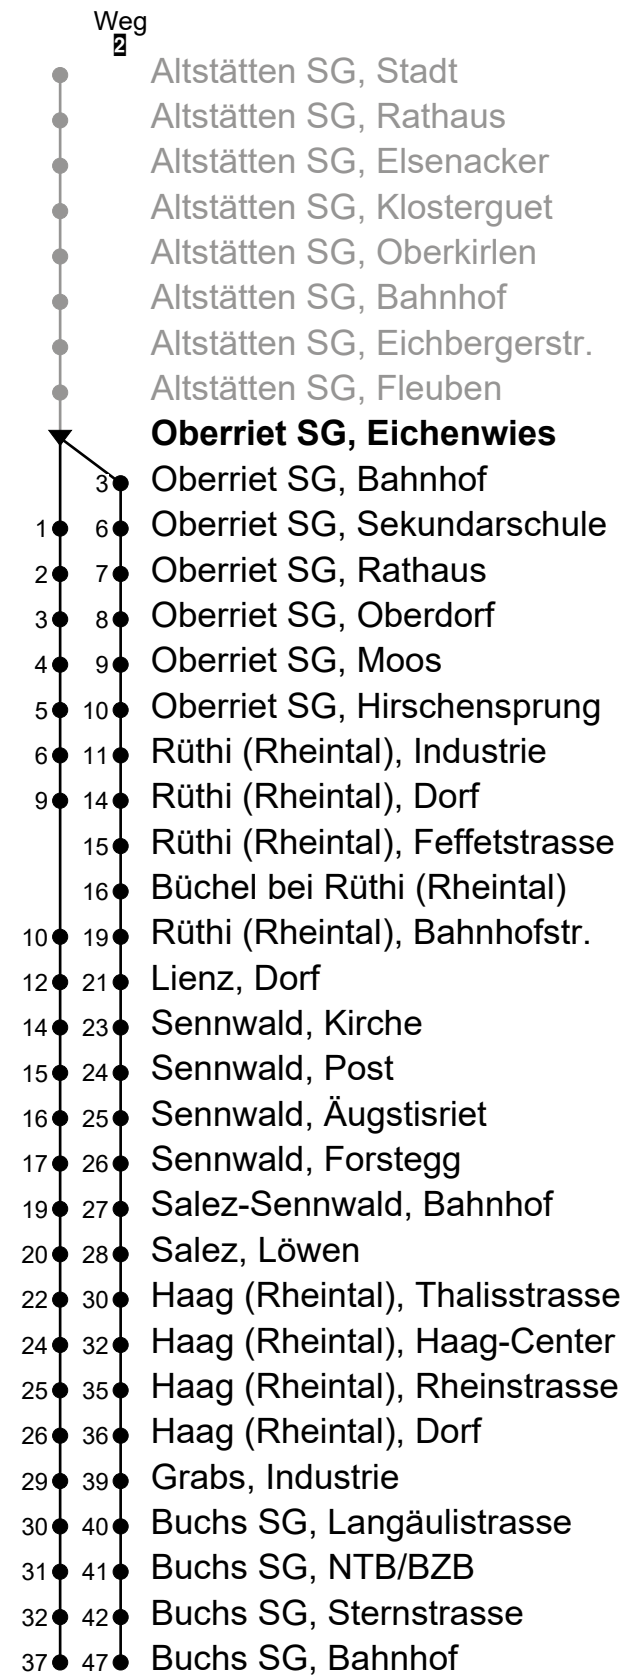 Weg
2
Altstätten SG, Stadt
Altstätten SG, Rathaus
Altstätten SG, Elsenacker
Altstätten SG, Klosterguet
Altstätten SG, Oberkirlen
Altstätten SG, Bahnhof
Altstätten SG, Eichbergerstr.
Altstätten SG, Fleuben
Oberriet SG, Eichenwies
3 Oberriet SG, Bahnhof
1 6 Oberriet SG, Sekundarschule
2 7 Oberriet SG, Rathaus
3 8 Oberriet SG, Oberdorf
4 9 Oberriet SG, Moos
5 10 Oberriet SG, Hirschensprung
6 11 Rüthi (Rheintal), Industrie
9 14 Rüthi (Rheintal), Dorf
15 Rüthi (Rheintal), Feffetstrasse
16 Büchel bei Rüthi (Rheintal)
10 19 Rüthi (Rheintal), Bahnhofstr.
12 21 Lienz, Dorf
14 23 Sennwald, Kirche
15 24 Sennwald, Post
16 25 Sennwald, Äugstisriet
17 26 Sennwald, Forstegg
19 27 Salez-Sennwald, Bahnhof
20 28 Salez, Löwen
22 30 Haag (Rheintal), Thalisstrasse
24 32 Haag (Rheintal), Haag-Center
25 35 Haag (Rheintal), Rheinstrasse
26 36 Haag (Rheintal), Dorf
29 39 Grabs, Industrie
30 40 Buchs SG, Langäulistrasse
31 41 Buchs SG, NTB/BZB
32 42 Buchs SG, Sternstrasse
37 47 Buchs SG, Bahnhof